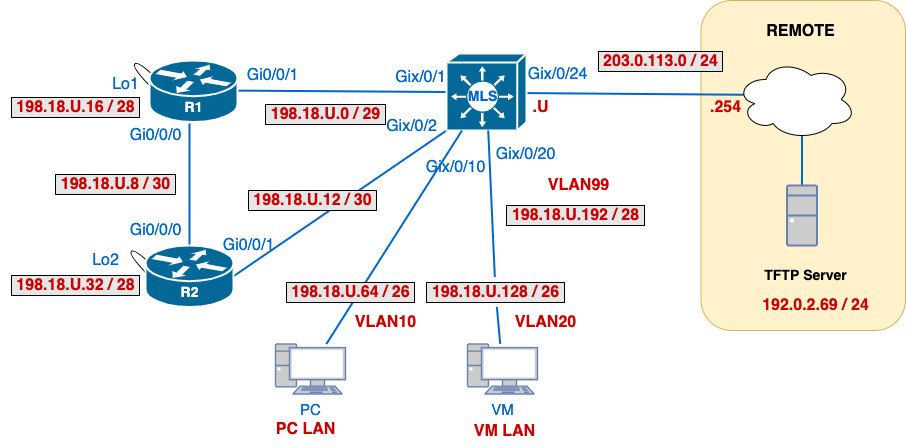 REMOTE
203.0.113.0 / 24
Gi0/0/1
Gix/0/1
Gix/0/24
Lo1
MLS
198.18.U.16 / 28
R1
.U
.254
198.18.U.0 / 29
Gix/0/2
Gi0/0/0
Gix/0/20
Gix/0/10
198.18.U.8 / 30
VLAN99
198.18.U.12 / 30
198.18.U.192 / 28
Gi0/0/0
Gi0/0/1
Lo2
TFTP Server
198.18.U.32 / 28
R2
198.18.U.64 / 26
198.18.U.128 / 26
192.0.2.69 / 24
VLAN10
VLAN20
PC
PC LAN
VM
VM LAN